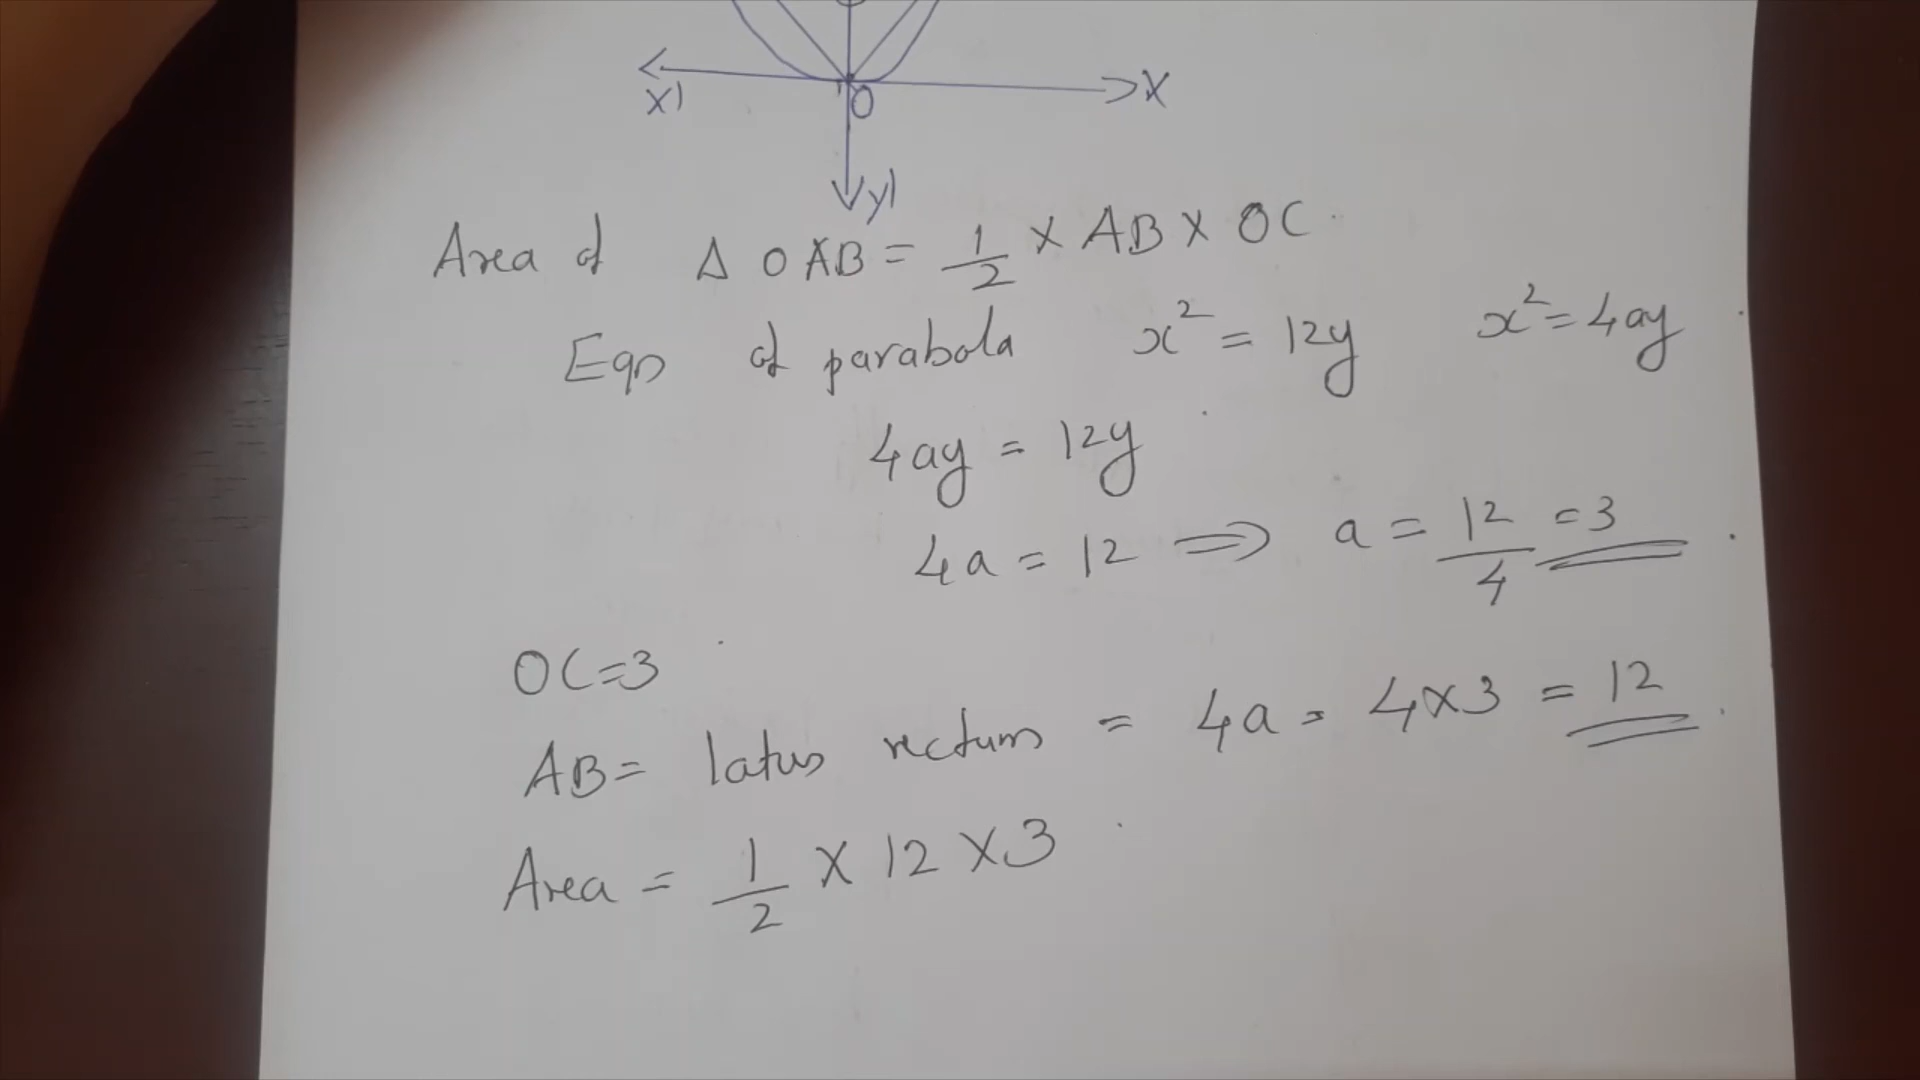 X' O X
y'
Area of Δ OAB = 1/2 × AB × OC
Eqn of parabola x² = 12y x² = 4ay
4ay = 12y
4a = 12 ⟹ a = 12/4 = 3
OC = 3
AB = latus rectum = 4a = 4×3 = 12
Area = 1/2 × 12 × 3